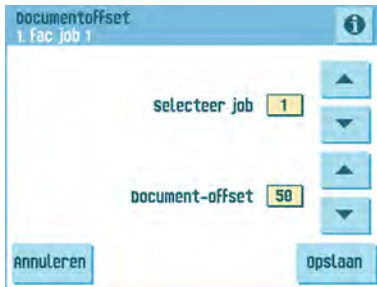 Documentoffset
1. Fac job 1
Selecteer job 1
Document-offset 50
Annuleren
Opslaan